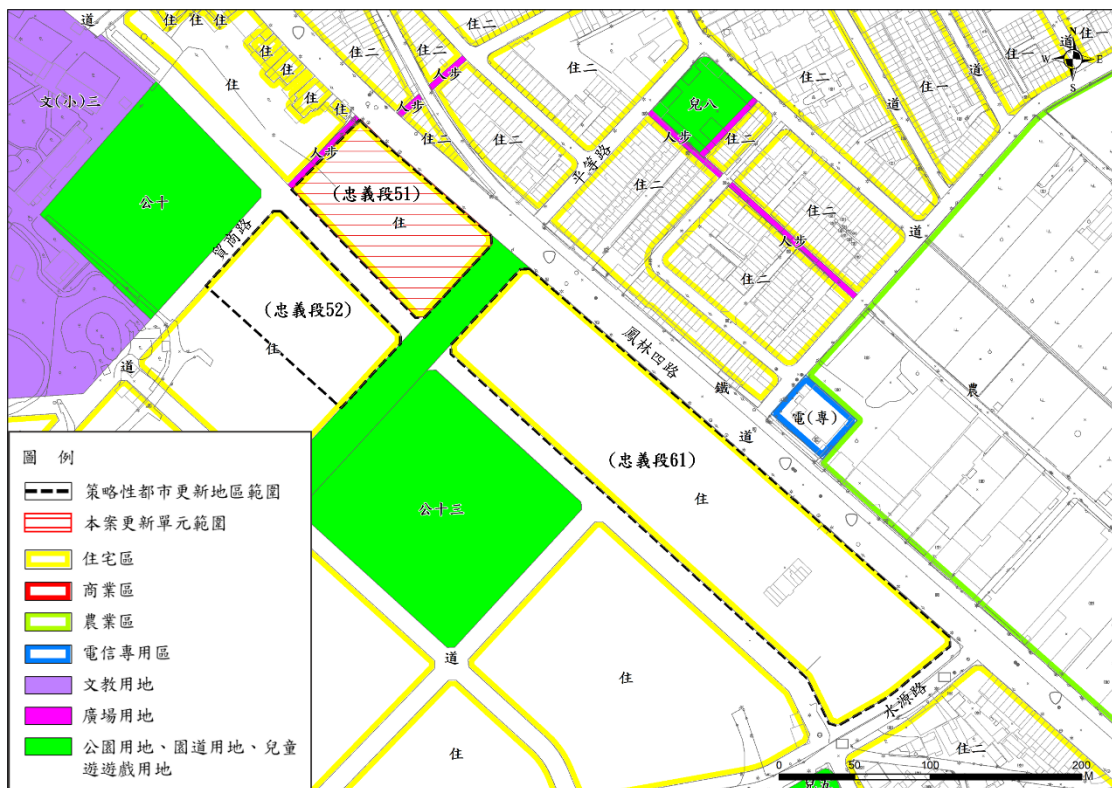 道
住
住
住
住二
住二
住二
住二
道
住一
住一
N
W
E
S
文(小)三
住
住
住
住
住
人步
人步
住二
住二
人步
住二
道
住一
道
兒八
人步
住二
公十
(忠義段51)
住
平等路
住二
住二
人步
道
貿商路
住二
(忠義段52)
住
鳳林四路
鐵
道
農
電(專)
道
(忠義段61)
住
公十三
道
住
住
水源路
住二
兒五
0
50
100
200
M
圖 例
策略性都市更新地區範圍
本案更新單元範圍
住宅區
商業區
農業區
電信專用區
文教用地
廣場用地
公園用地、園道用地、兒童
遊遊戲用地